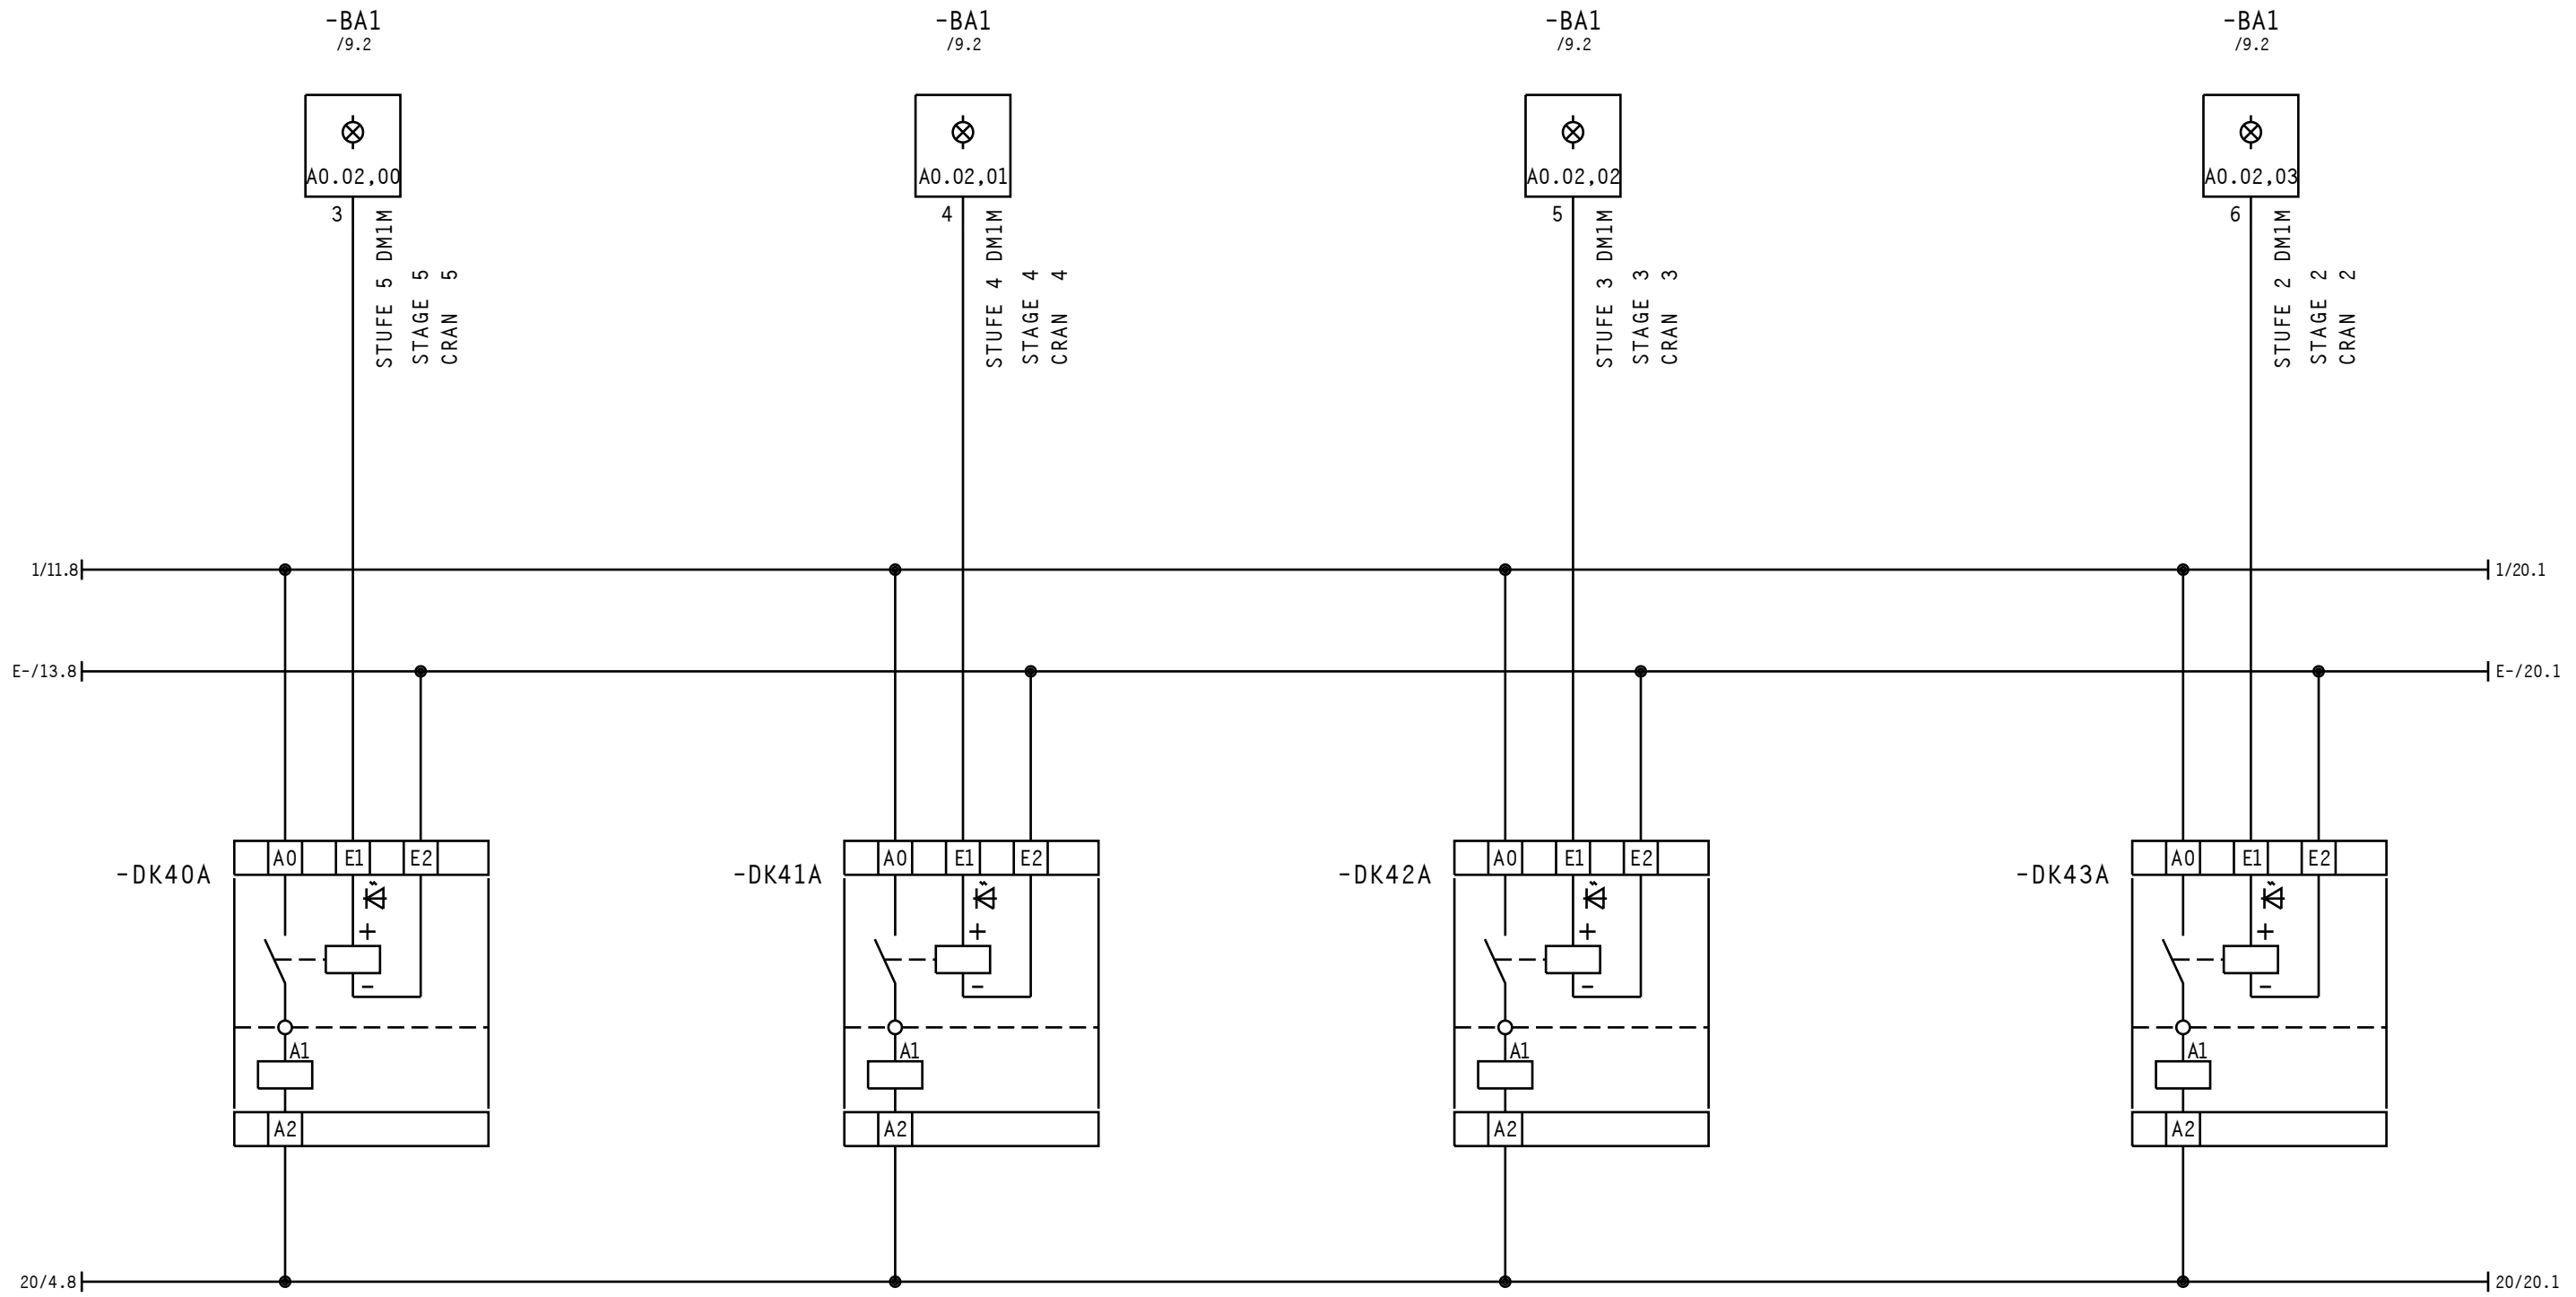 -BA1
/9.2
-BA1
/9.2
-BA1
/9.2
-BA1
/9.2
A0.02,00
A0.02,01
A0.02,02
A0.02,03
3
STUFE 5 DM1M
STAGE 5
CRAN 5
4
STUFE 4 DM1M
STAGE 4
CRAN 4
5
STUFE 3 DM1M
STAGE 3
CRAN 3
6
STUFE 2 DM1M
STAGE 2
CRAN 2
1/11.8
1/20.1
E-/13.8
E-/20.1
-DK40A
A0 E1 E2
+
-
A1
A2
-DK41A
A0 E1 E2
+
-
A1
A2
-DK42A
A0 E1 E2
+
-
A1
A2
-DK43A
A0 E1 E2
+
-
A1
A2
20/4.8
20/20.1